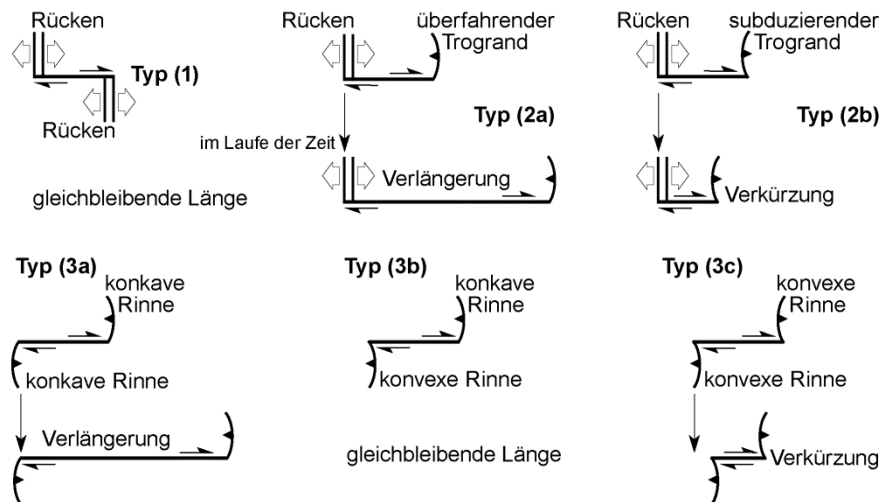 Rücken
Typ (1)
Rücken
gleichbleibende Länge
Rücken
überfahrender
Trogrand
Typ (2a)
im Laufe der Zeit
Verlängerung
Rücken
subduzierender
Trogrand
Typ (2b)
Verkürzung
Typ (3a)
konkave
Rinne
konkave Rinne
Verlängerung
Typ (3b)
konkave
Rinne
konvexe Rinne
gleichbleibende Länge
Typ (3c)
konvexe
Rinne
konvexe Rinne
Verkürzung